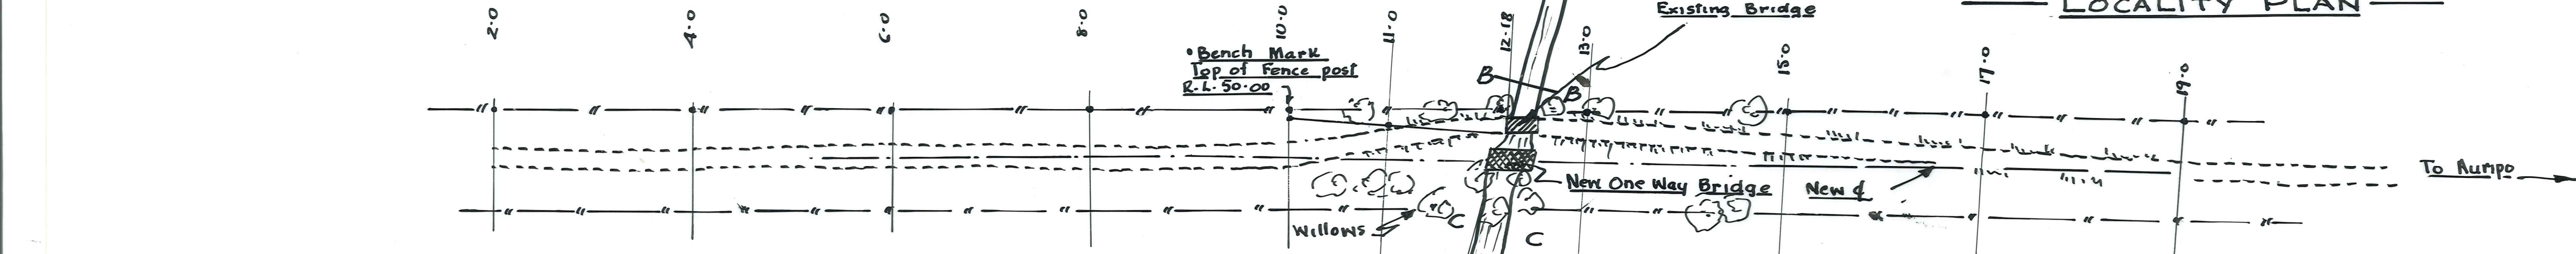 LOCALITY PLAN
Existing Bridge
2·0
4·0
6·0
8·0
10·0
11·0
12·18
13·0
15·0
17·0
19·0
Bench Mark
Top of Fence post
R.L. 50·00
B
B
To Auripo
New One Way Bridge
New ⅊
Willows
C
C